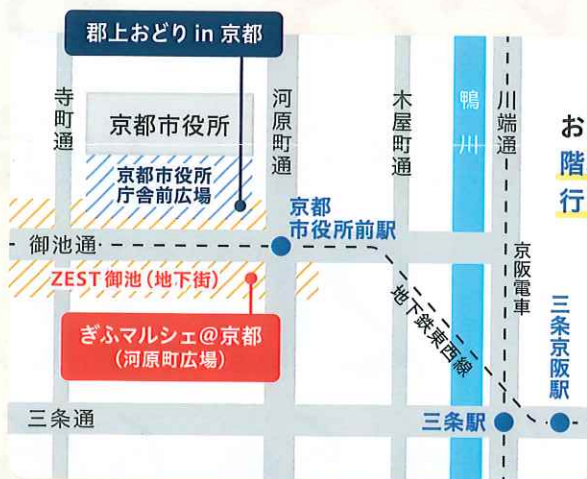 郡上おどり in 京都
寺町通
京都市役所
河原町通
木屋町通
鴨川
川端通
お
階
行
京都市役所
庁舎前広場
京都
市役所前駅
御池通
ZEST御池(地下街)
京阪電車
地下鉄東西線
三条京阪駅
ぎふマルシェ@京都
(河原町広場)
三条通
三条駅